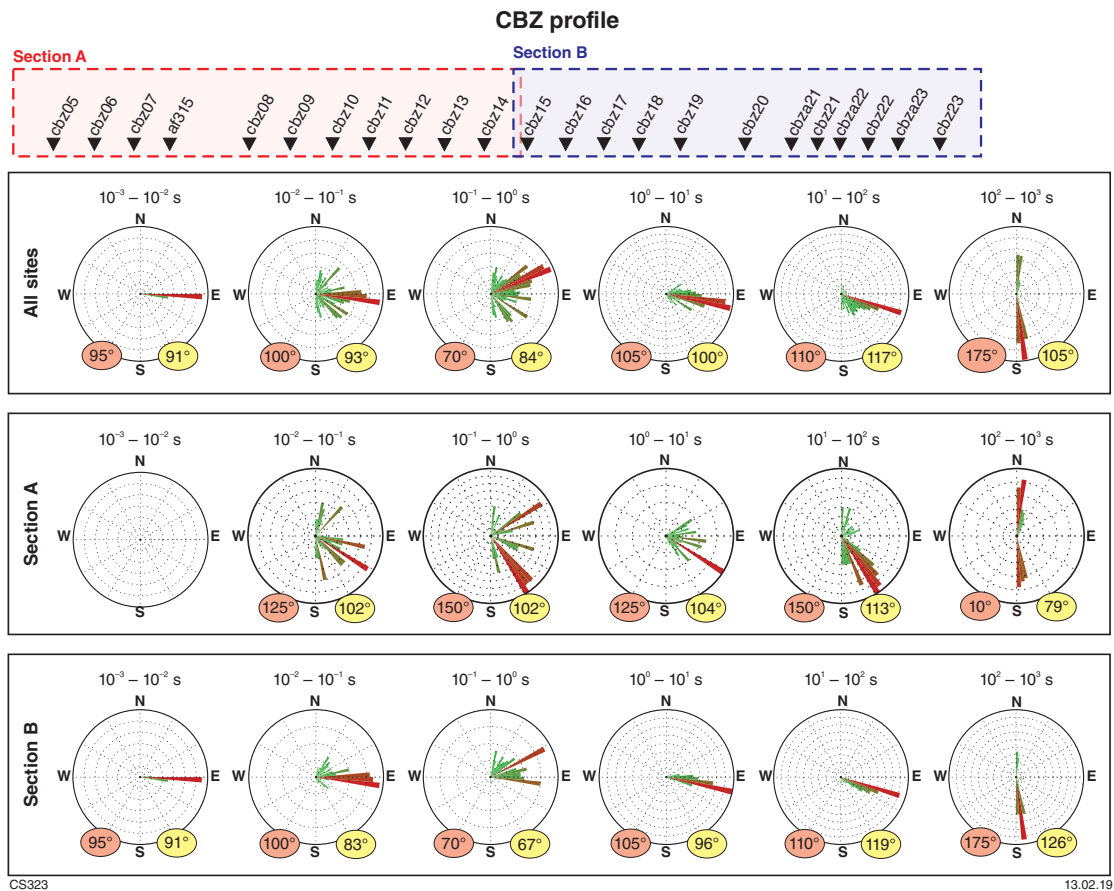 CBZ profile
Section A
Section B
cbz05 cbz06 cbz07 af315 cbz08 cbz09 cbz10 cbz11 cbz12 cbz13 cbz14 cbz15 cbz16 cbz17 cbz18 cbz19 cbz20 cbza21 cbz21 cbza22 cbz22 cbza23 cbz23
All sites
10⁻³ – 10⁻² s 10⁻² – 10⁻¹ s 10⁻¹ – 10⁰ s 10⁰ – 10¹ s 10¹ – 10² s 10² – 10³ s
N N N N N N
W E W E W E W E W E W E
95° 91° 100° 93° 70° 84° 105° 100° 110° 117° 175° 105°
S S S S S S
Section A
10⁻³ – 10⁻² s 10⁻² – 10⁻¹ s 10⁻¹ – 10⁰ s 10⁰ – 10¹ s 10¹ – 10² s 10² – 10³ s
N N N N N N
W E W E W E W E W E W E
125° 102° 150° 102° 125° 104° 150° 113° 10° 79°
S S S S S S
Section B
10⁻³ – 10⁻² s 10⁻² – 10⁻¹ s 10⁻¹ – 10⁰ s 10⁰ – 10¹ s 10¹ – 10² s 10² – 10³ s
N N N N N N
W E W E W E W E W E W E
95° 91° 100° 83° 70° 67° 105° 96° 110° 119° 175° 126°
S S S S S S
CS323
13.02.19